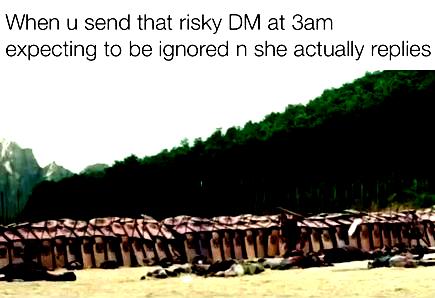 When u send that risky DM at 3am
expecting to be ignored n she actually replies